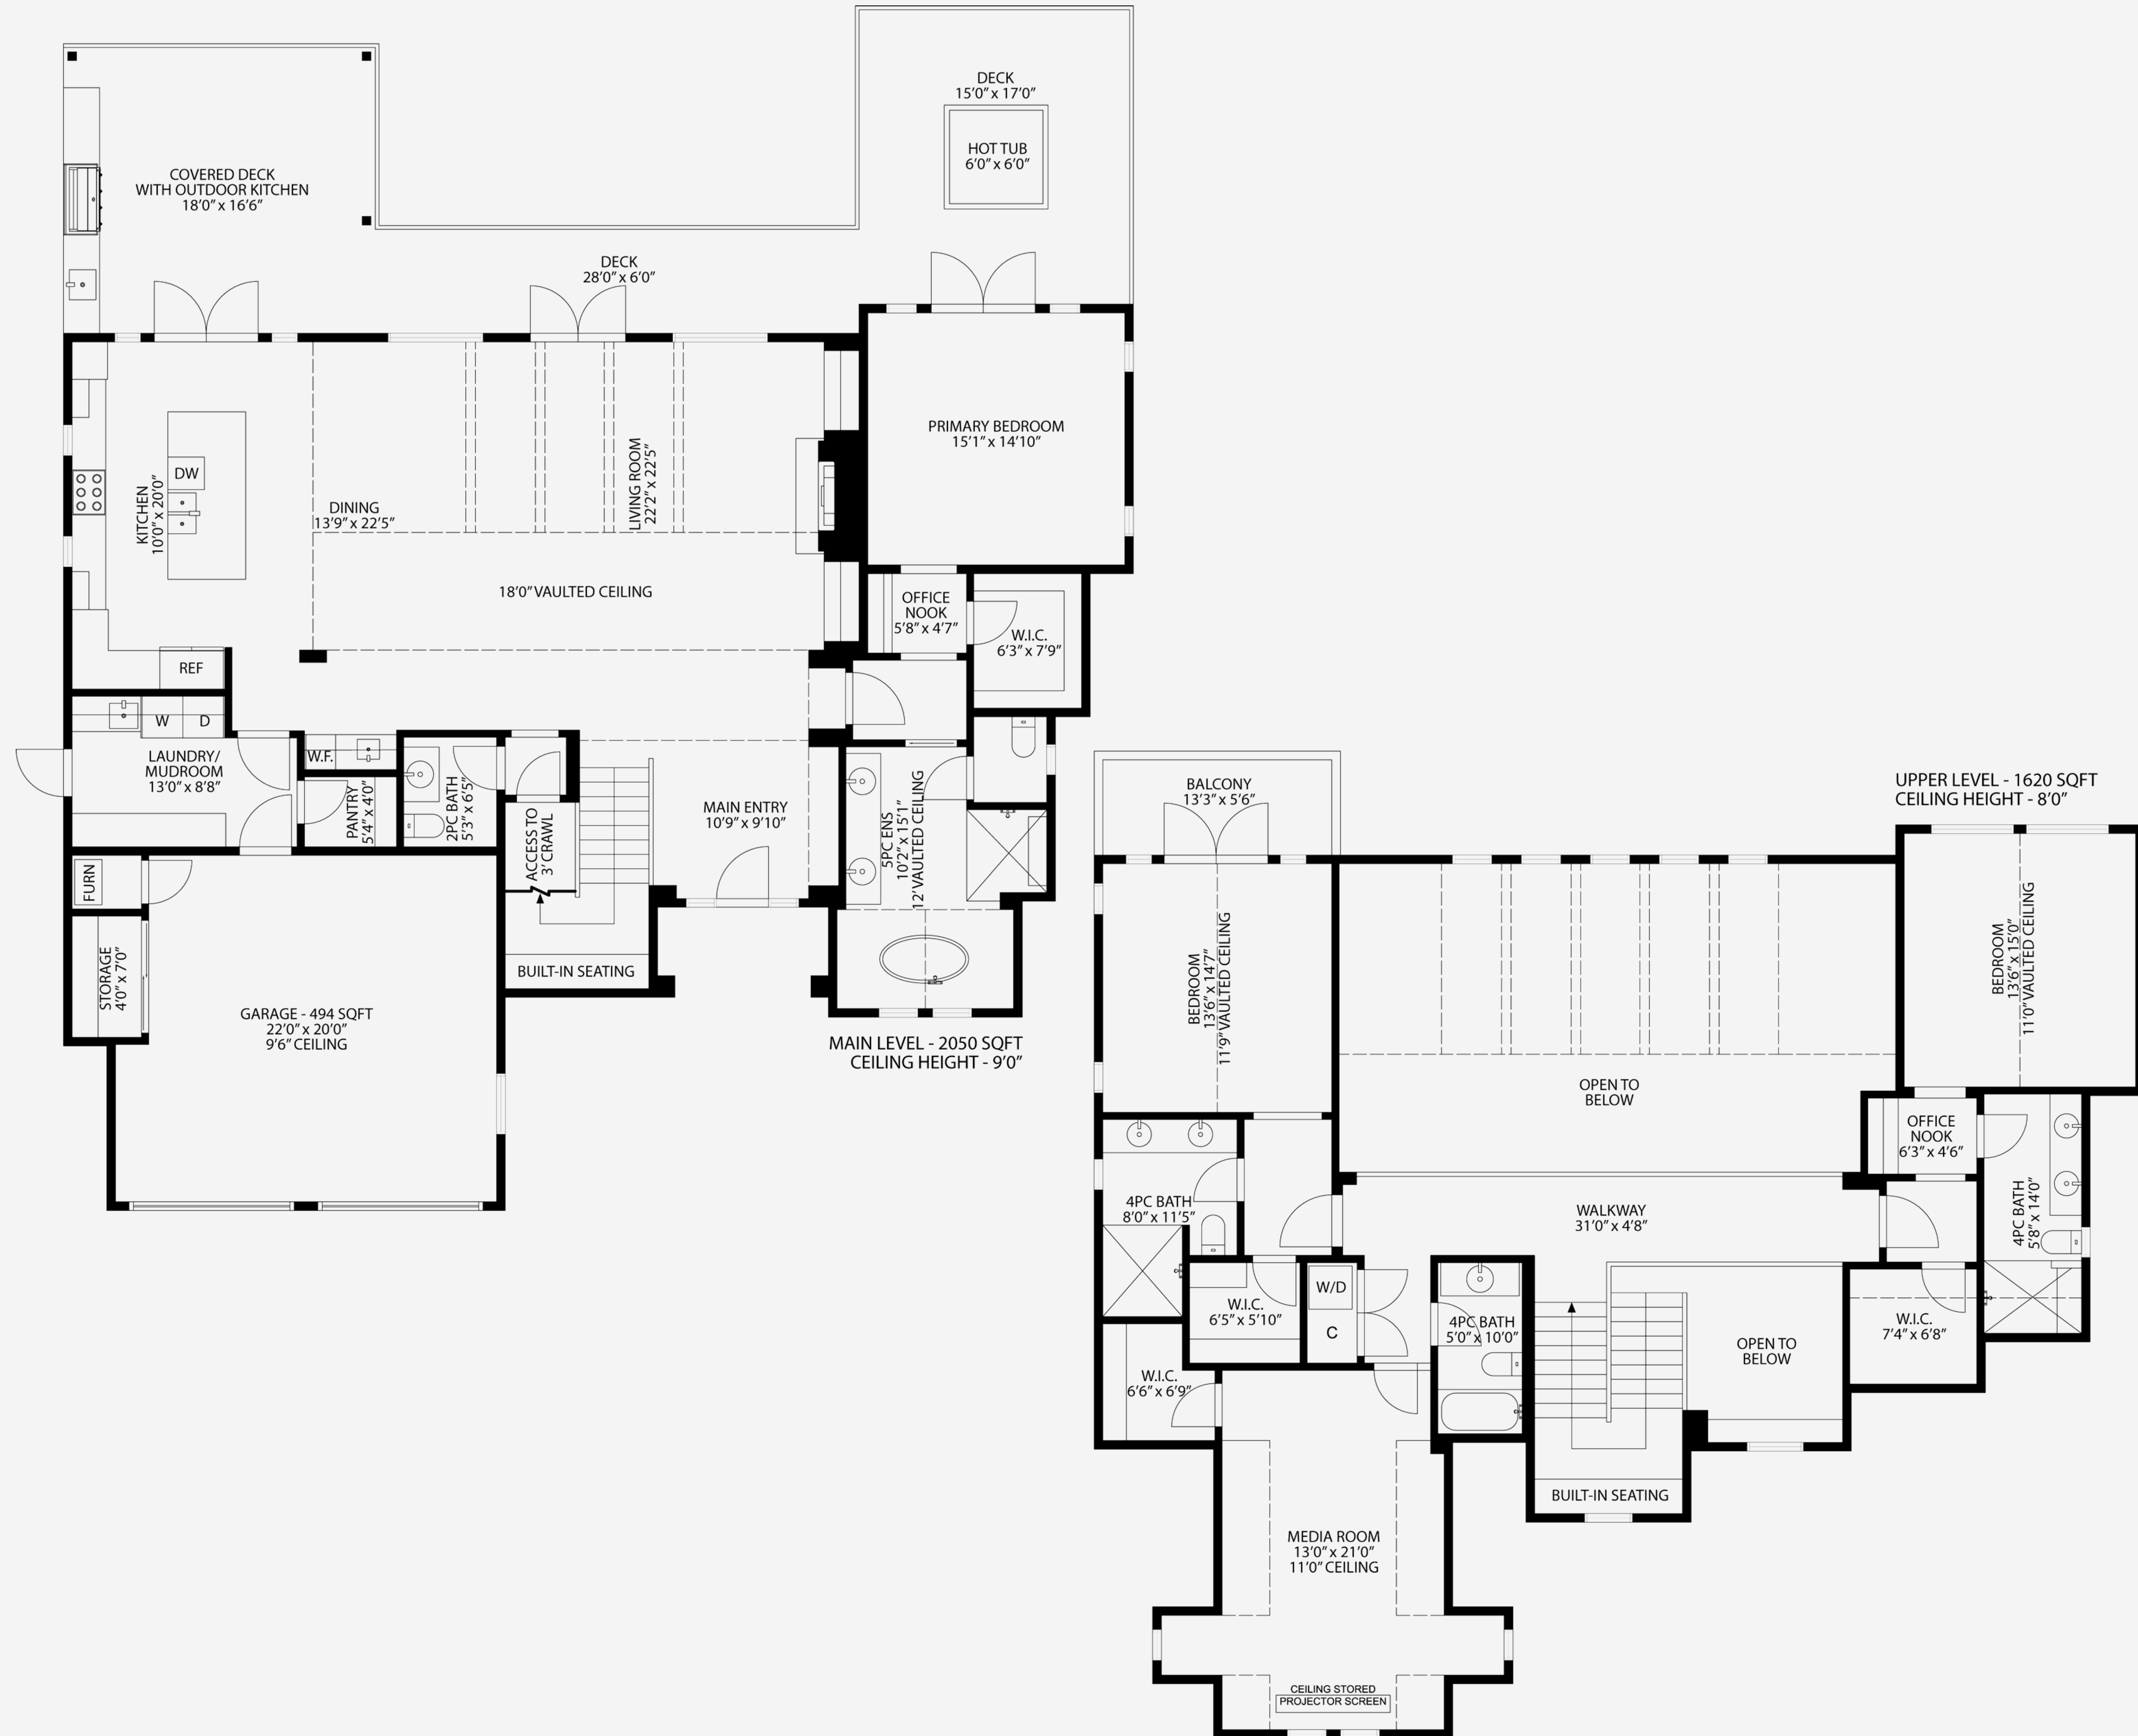 DECK
15'0" x 17'0"
HOT TUB
6'0" x 6'0"
COVERED DECK
WITH OUTDOOR KITCHEN
18'0" x 16'6"
DECK
28'0" x 6'0"
PRIMARY BEDROOM
15'1" x 14'10"
KITCHEN
10'0" x 20'0"
DW
DINING
13'9" x 22'5"
LIVING ROOM
22'2" x 22'5"
18'0" VAULTED CEILING
OFFICE
NOOK
5'8" x 4'7"
W.I.C.
6'3" x 7'9"
REF
W
D
LAUNDRY/
MUDROOM
13'0" x 8'8"
W.F.
PANTRY
5'4" x 4'0"
2PC BATH
5'3" x 6'5"
ACCESS TO
3' CRAWL
MAIN ENTRY
10'9" x 9'10"
5PC ENS
10'2" x 15'1"
12' VAULTED CEILING
FURN
STORAGE
4'0" x 7'0"
BUILT-IN SEATING
GARAGE - 494 SQFT
22'0" x 20'0"
9'6" CEILING
MAIN LEVEL - 2050 SQFT
CEILING HEIGHT - 9'0"
UPPER LEVEL - 1620 SQFT
CEILING HEIGHT - 8'0"
BALCONY
13'3" x 5'6"
BEDROOM
13'6" x 14'7"
11'9" VAULTED CEILING
BEDROOM
13'6" x 15'0"
11'0" VAULTED CEILING
OPEN TO
BELOW
OFFICE
NOOK
6'3" x 4'6"
4PC BATH
8'0" x 11'5"
WALKWAY
31'0" x 4'8"
4PC BATH
5'8" x 14'0"
W.I.C.
6'5" x 5'10"
W/D
C
4PC BATH
5'0" x 10'0"
OPEN TO
BELOW
W.I.C.
7'4" x 6'8"
W.I.C.
6'6" x 6'9"
BUILT-IN SEATING
MEDIA ROOM
13'0" x 21'0"
11'0" CEILING
CEILING STORED
PROJECTOR SCREEN